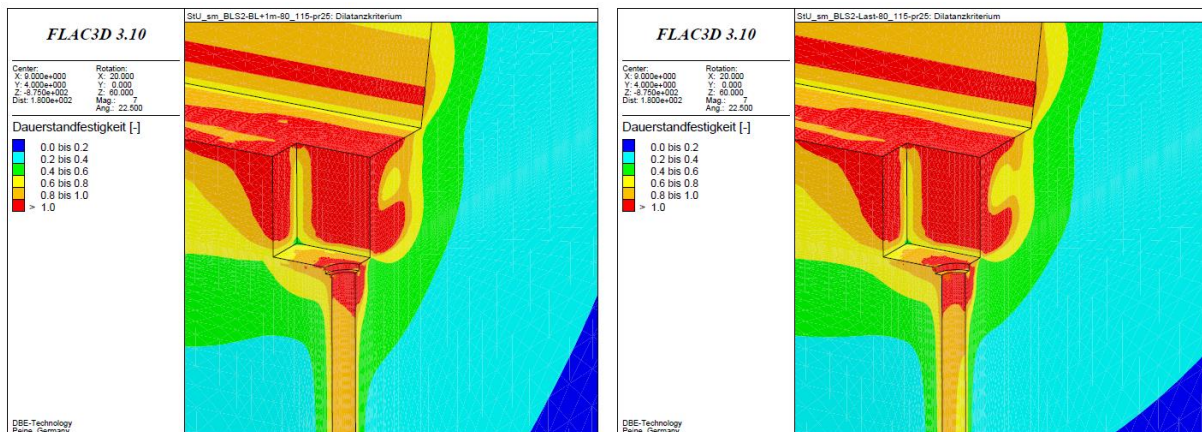 StU_sm_BLS2-BL+1m-80_115-pr25: Dilatanzkriterium
FLAC3D 3.10
Center: Rotation:
X: 9.000e+000 X: 20.000
Y: 4.000e+000 Y: 0.000
Z: -8.750e+002 Z: 60.000
Dist: 1.800e+002 Mag.: 7
Ang.: 22.500
Dauerstandfestigkeit [-]
0.0 bis 0.2
0.2 bis 0.4
0.4 bis 0.6
0.6 bis 0.8
0.8 bis 1.0
> 1.0
DBE-Technology
Peine, Germany
StU_sm_BLS2-Last-80_115-pr25: Dilatanzkriterium
FLAC3D 3.10
Center: Rotation:
X: 9.000e+000 X: 20.000
Y: 4.000e+000 Y: 0.000
Z: -8.750e+002 Z: 60.000
Dist: 1.800e+002 Mag.: 7
Ang.: 22.500
Dauerstandfestigkeit [-]
0.0 bis 0.2
0.2 bis 0.4
0.4 bis 0.6
0.6 bis 0.8
0.8 bis 1.0
> 1.0
DBE-Technology
Peine, Germany